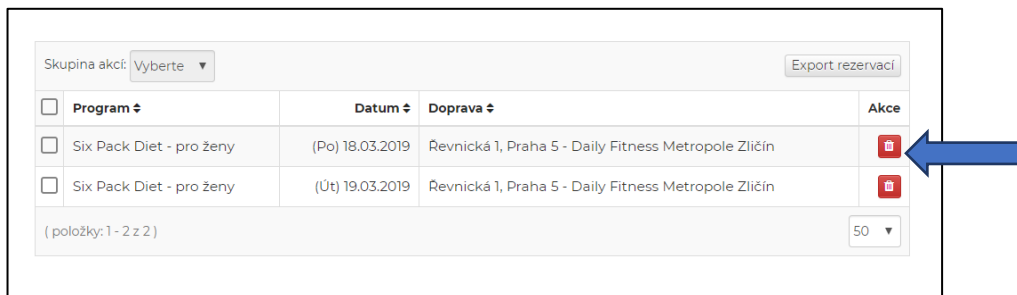 Skupina akcí: Vyberte Export rezervací
Program Datum Doprava Akce
Six Pack Diet - pro ženy (Po) 18.03.2019 Řevnická 1, Praha 5 - Daily Fitness Metropole Zličín
Six Pack Diet - pro ženy (Út) 19.03.2019 Řevnická 1, Praha 5 - Daily Fitness Metropole Zličín
( položky: 1 - 2 z 2 ) 50